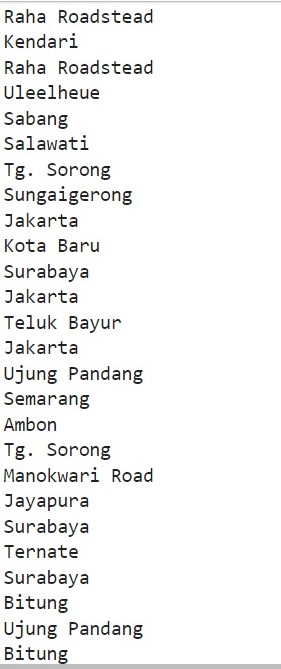 Raha Roadstead
Kendari
Raha Roadstead
Uleelheue
Sabang
Salawati
Tg. Sorong
Sungaigerong
Jakarta
Kota Baru
Surabaya
Jakarta
Teluk Bayur
Jakarta
Ujung Pandang
Semarang
Ambon
Tg. Sorong
Manokwari Road
Jayapura
Surabaya
Ternate
Surabaya
Bitung
Ujung Pandang
Bitung